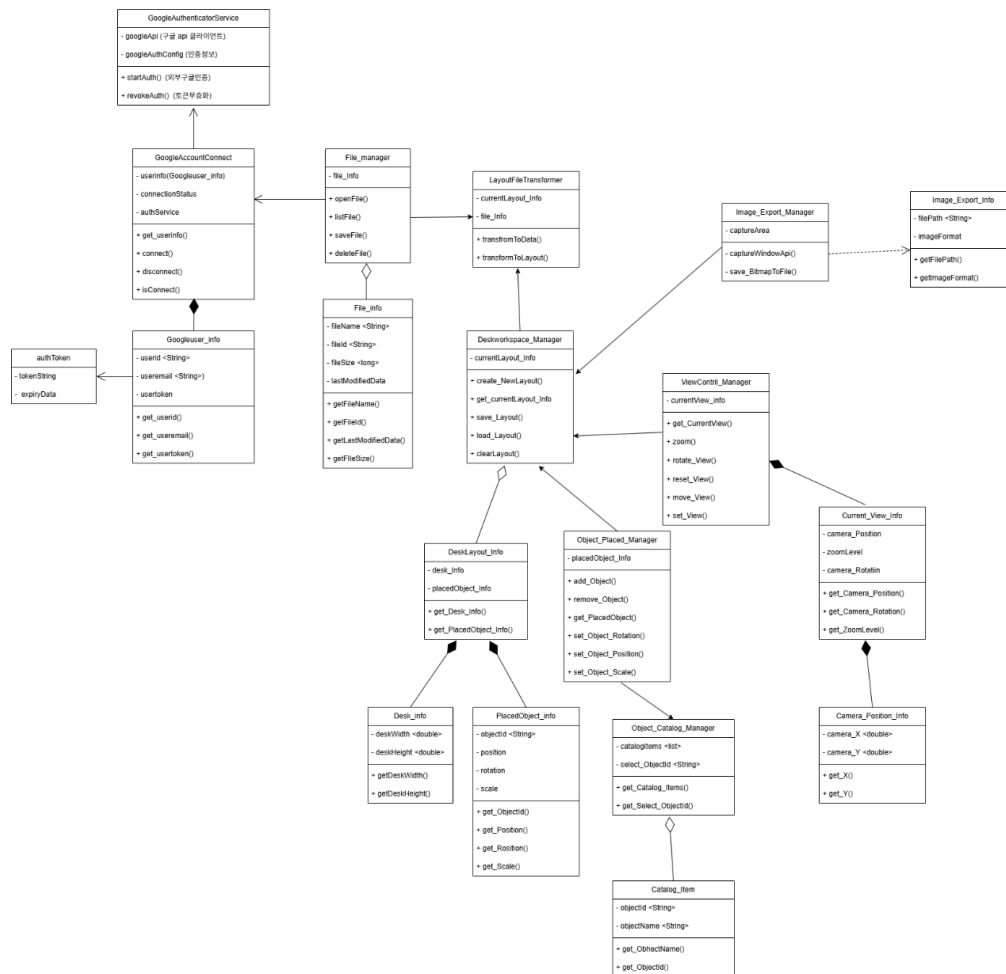 GoogleAuthenticatorService
- googleApi (구글 api 클라이언트)
- googleAuthConfig (인증정보)
+ startAuth() (외부구글인증)
+ revokeAuth() (토큰무효화)
GoogleAccountConnect
- userinfo(Googleuser_info)
- connectionStatus
- authService
+ get_userinfo()
+ connect()
+ disconnect()
+ isConnect()
File_manager
- file_Info
+ openFile()
+ listFile()
+ saveFile()
+ deleteFile()
LayoutFileTransformer
- currentLayout_Info
- file_Info
+ transfromToData()
+ transformToLayout()
Image_Export_Manager
- captureArea
- captureWindowApi()
- save_BitmapToFile()
Image_Export_Info
- filePath <String>
- imageFormat
+ getFilePath()
+ getImageFormat()
authToken
- tokenString
- expiryData
Googleuser_info
- userid <String>
- useremail <String>)
- usertoken
+ get_userid()
+ get_useremail()
+ get_usertoken()
File_info
- fileName <String>
- fileId <String>
- fileSize <long>
- lastModifiedData
+ getFileName()
+ getFileId()
+ getLastModifiedData()
+ getFIleSize()
Deskworkspace_Manager
- currentLayout_Info
+ create_NewLayout()
+ get_currentLayout_Info
+ save_Layout()
+ load_Layout()
+ clearLayout()
ViewContril_Manager
- currentView_info
+ get_CurrentView()
+ zoom()
+ rotate_View()
+ reset_View()
+ move_View()
+ set_View()
Current_View_Info
- camera_Position
- zoomLevel
- camera_Rotatiin
+ get_Camera_Position()
+ get_Camera_Rotation()
+ get_ZoomLevel()
DeskLayout_Info
- desk_Info
- placedObject_Info
+ get_Desk_Info()
+ get_PlacedObject_Info()
Object_Placed_Manager
- placedObject_Info
+ add_Object()
+ remove_Object()
+ get_PlacedObject()
+ set_Object_Rotation()
+ set_Object_Position()
+ set_Object_Scale()
Desk_info
- deskWidth <double>
- deskHeight <double>
+ getDeskWidth()
+ getDeskHeight()
PlacedObject_info
- objectId <String>
- position
- rotation
- scale
+ get_ObjectId()
+ get_Position()
+ get_Rosition()
+ get_Scale()
Object_Catalog_Manager
- catalogItems <list>
- select_ObjectId <String>
+ get_Catalog_Items()
+ get_Select_ObjectId()
Camera_Position_Info
- camera_X <double>
- camera_Y <double>
+ get_X()
+ get_Y()
Catalog_Item
- objectId <String>
- objectName <String>
+ get_ObhectName()
+ get_ObjectId()